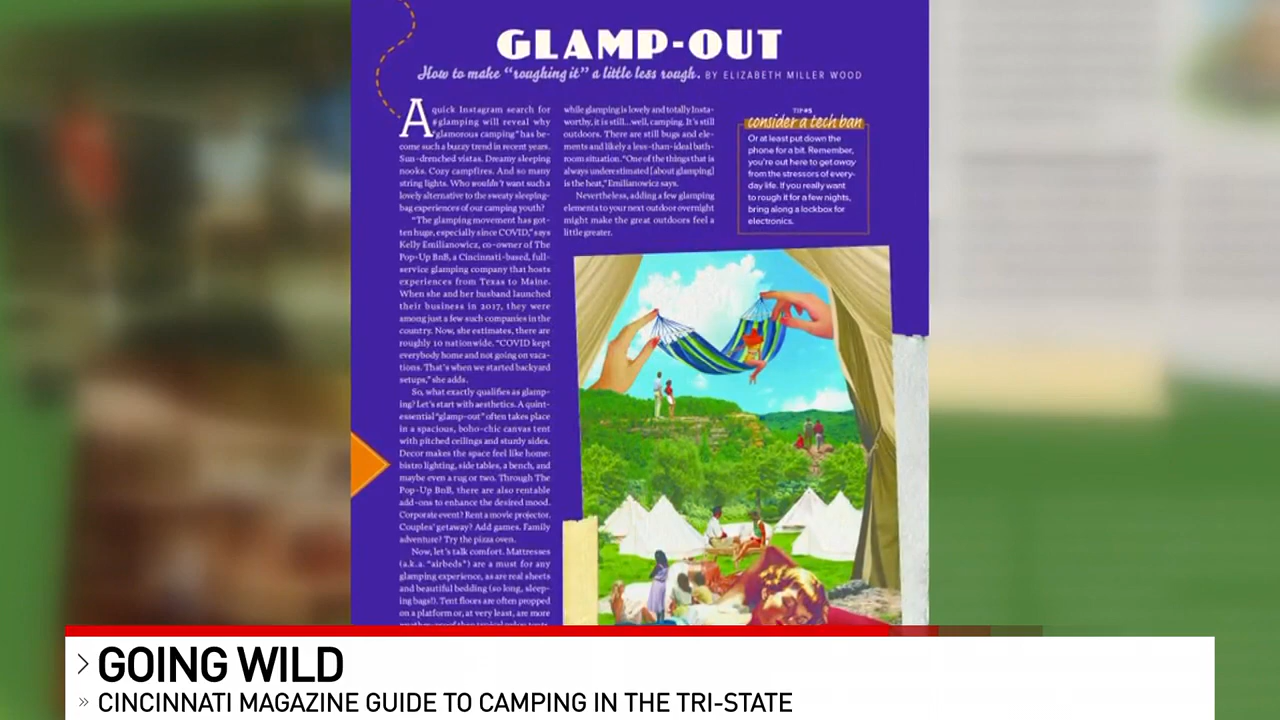 GLAMP-OUT
How to make “roughing it” a little less rough. BY ELIZABETH MILLER WOOD
A quick Instagram search for
#glamping will reveal why
“glamorous camping” has be-
come such a buzzy trend in recent years.
Sun-drenched vistas. Dreamy sleeping
nooks. Cozy campfires. And so many
string lights. Who wouldn’t want such a
lovely alternative to the sweaty sleeping-
bag experiences of our camping youth?
“The glamping movement has got-
ten huge, especially since COVID,” says
Kelly Emilianowicz, co-owner of The
Pop-Up BnB, a Cincinnati-based, full-
service glamping company that hosts
experiences from Texas to Maine.
When she and her husband launched
their business in 2017, they were
among just a few such companies in the
country. Now, she estimates, there are
roughly 10 nationwide. “COVID kept
everybody home and not going on vaca-
tions. That’s when we started backyard
setups,” she adds.
So, what exactly qualifies as glamp-
ing? Let’s start with aesthetics. A quint-
essential “glamp-out” often takes place
in a spacious, boho-chic canvas tent
with pitched ceilings and sturdy sides.
Decor makes the space feel like home:
bistro lighting, side tables, a bench, and
maybe even a rug or two. Through The
Pop-Up BnB, there are also rentable
add-ons to enhance the desired mood.
Corporate event? Rent a movie projector.
Couples’ getaway? Add games. Family
adventure? Try the pizza oven.
Now, let’s talk comfort. Mattresses
(a.k.a. “airbeds”) are a must for any
glamping experience, as are real sheets
and beautiful bedding (so long, sleep-
ing bags!). Tent floors are often propped
on a platform or, at very least, are more
while glamping is lovely and totally Insta-
worthy, it is still...well, camping. It’s still
outdoors. There are still bugs and ele-
ments and likely a less-than-ideal bath-
room situation. “One of the things that is
always underestimated [about glamping]
is the heat,” Emilianowicz says.
Nevertheless, adding a few glamping
elements to your next outdoor overnight
might make the great outdoors feel a
little greater.
TIP #5
consider a tech ban
Or at least put down the
phone for a bit. Remember,
you’re out here to get away
from the stressors of every-
day life. If you really want
to rough it for a few nights,
bring along a lockbox for
electronics.
GOING WILD
CINCINNATI MAGAZINE GUIDE TO CAMPING IN THE TRI-STATE